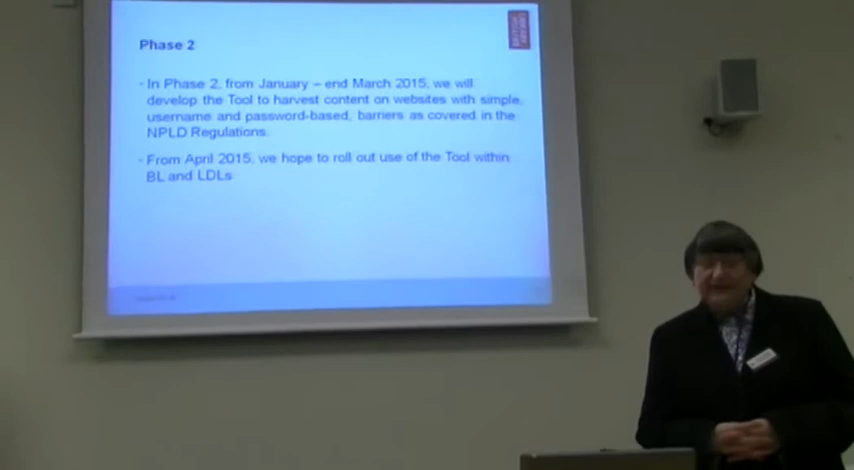 Phase 2
BRITISH
LIBRARY
- In Phase 2, from January – end March 2015, we will
develop the Tool to harvest content on websites with simple
username and password-based, barriers as covered in the
NPLD Regulations.
- From April 2015, we hope to roll out use of the Tool within
BL and LDLs